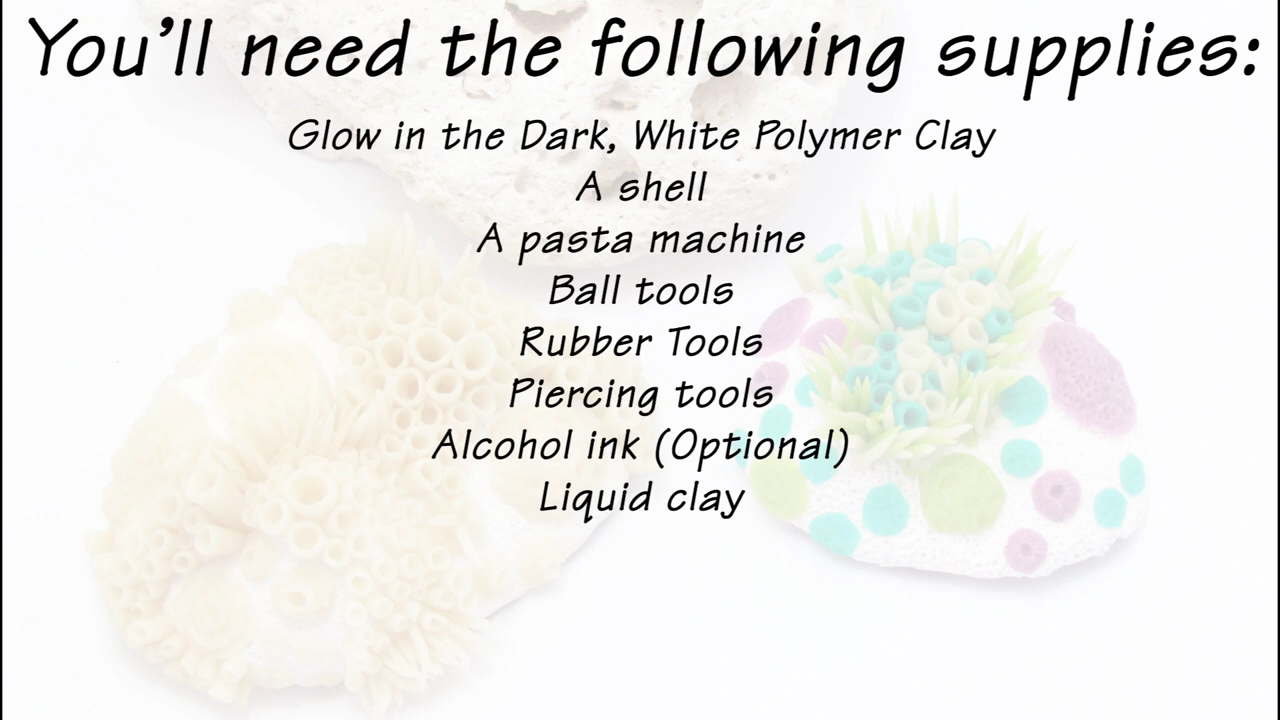 You'll need the following supplies:
Glow in the Dark, White Polymer Clay
A shell
A pasta machine
Ball tools
Rubber Tools
Piercing tools
Alcohol ink (Optional)
Liquid clay